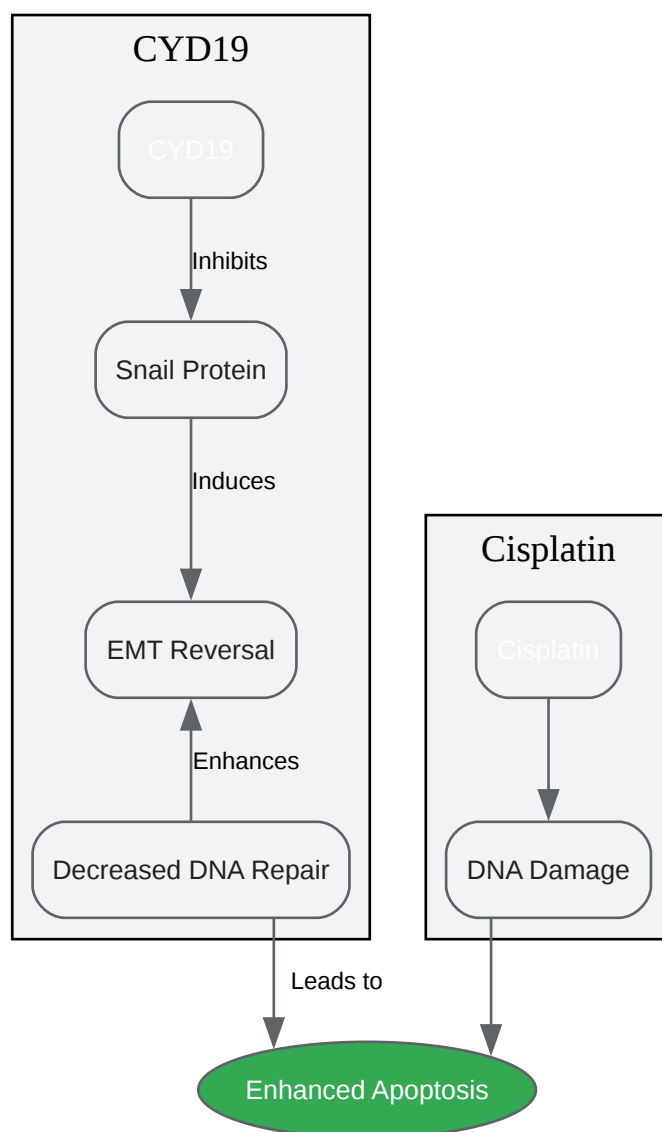 CYD19
CYD19
Inhibits
Snail Protein
Induces
EMT Reversal
Enhances
Decreased DNA Repair
Leads to
Cisplatin
Cisplatin
DNA Damage
Enhanced Apoptosis